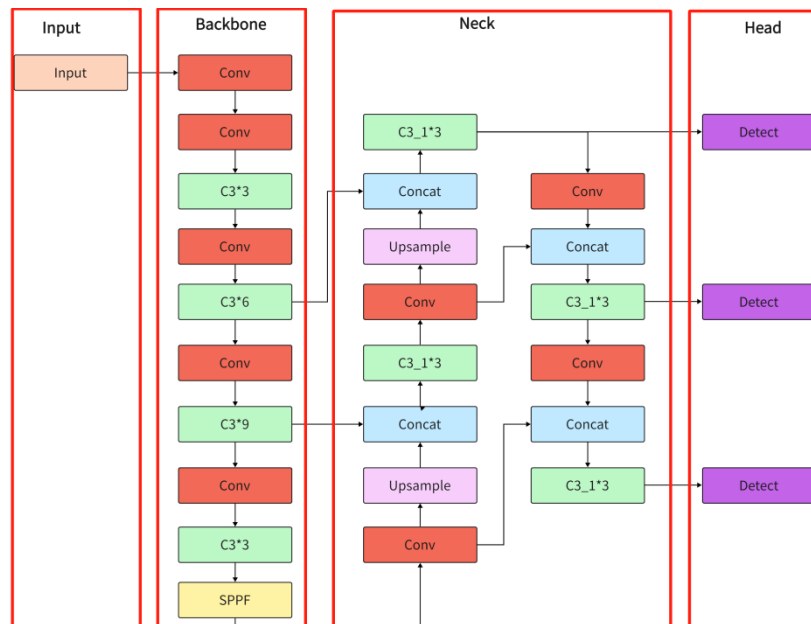 Input
Backbone
Neck
Head
Input
Conv
Conv
C3*3
Conv
C3*6
Conv
C3*9
Conv
C3*3
SPPF
C3_1*3
Concat
Upsample
Conv
C3_1*3
Concat
Upsample
Conv
Conv
Concat
C3_1*3
Conv
Concat
C3_1*3
Detect
Detect
Detect